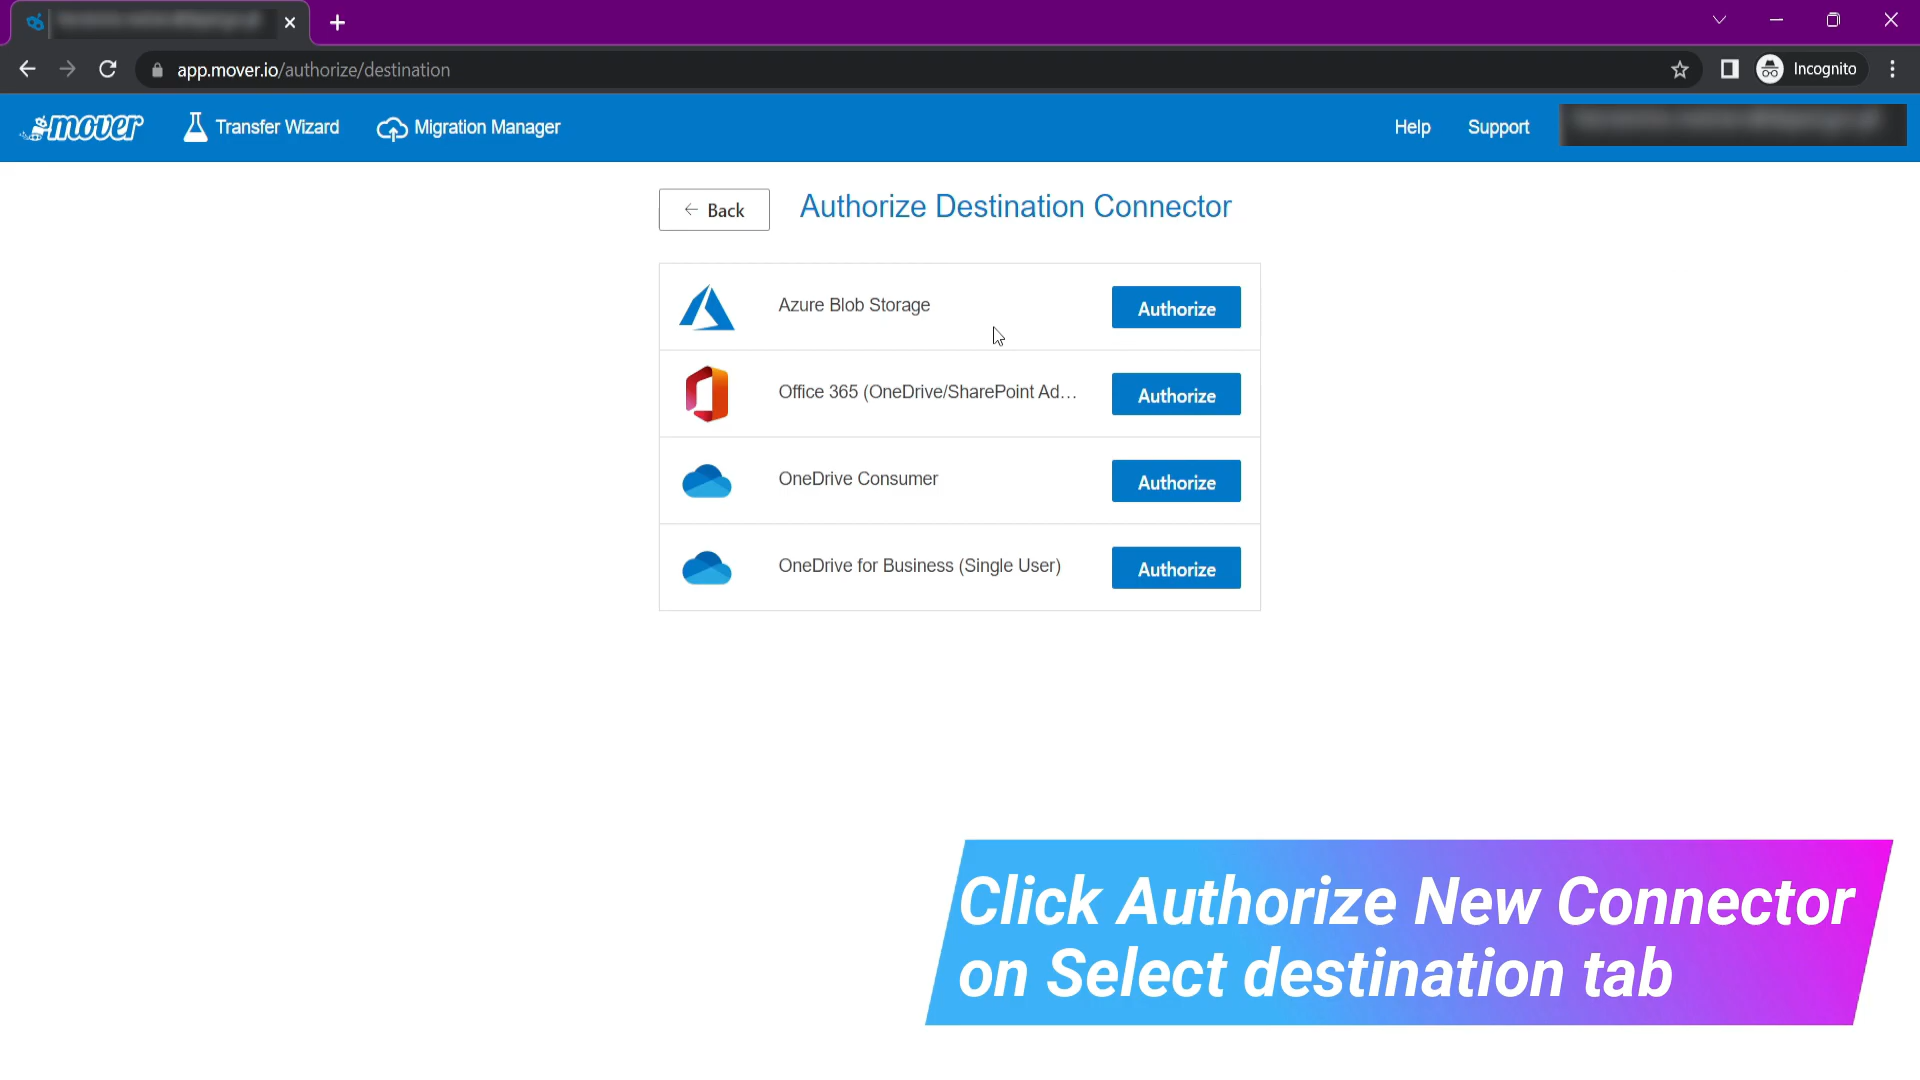 app.mover.io/authorize/destination
Incognito
mover
Transfer Wizard
Migration Manager
Help
Support
← Back
Authorize Destination Connector
Azure Blob Storage
Authorize
Office 365 (OneDrive/SharePoint Ad...
Authorize
OneDrive Consumer
Authorize
OneDrive for Business (Single User)
Authorize
Click Authorize New Connector
on Select destination tab